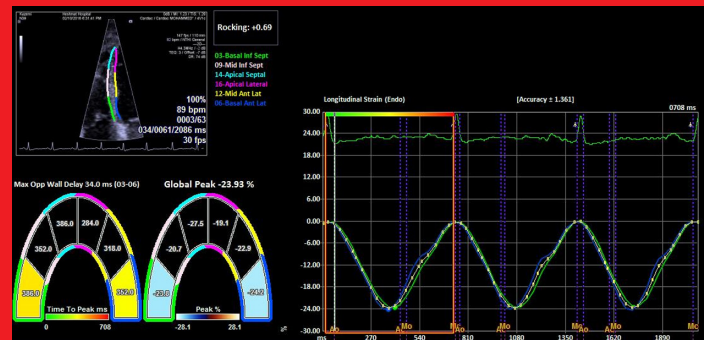 Rocking: +0.69
03-Basal Inf Sept
09-Mid Inf Sept
14-Apical Septal
16-Apical Lateral
12-Mid Ant Lat
06-Basal Ant Lat
100%
89 bpm
0003/63
034/0061/2086 ms
30 fps
Longitudinal Strain (Endo)
[Accuracy ± 1.361]
0708 ms
30.00
24.00
18.00
12.00
6.00
0.00
-6.00
-12.00
-18.00
-24.00
-30.00
ms
270
540
810
1080
1350
1620
1890
Max Opp Wall Delay 34.0 ms (03-06)
386.0
284.0
352.0
318.0
352.0
Time To Peak ms
0
708
Global Peak -23.93 %
-27.5
-19.1
-20.7
-22.9
-23.8
-24.2
Peak %
-28.1
28.1